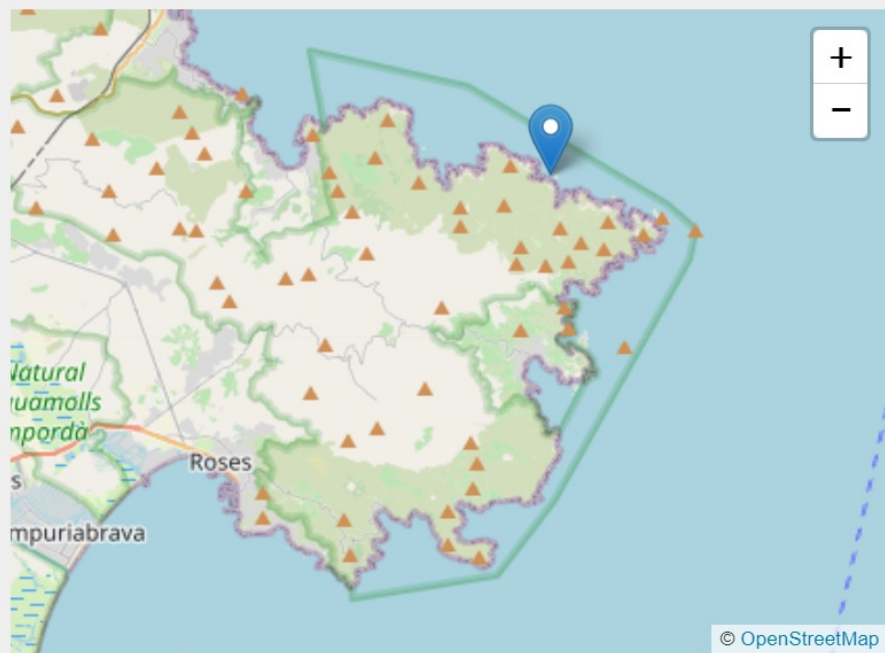 +
−
Natural
uamolls
mpordà
Roses
s
mpuriabrava
© OpenStreetMap